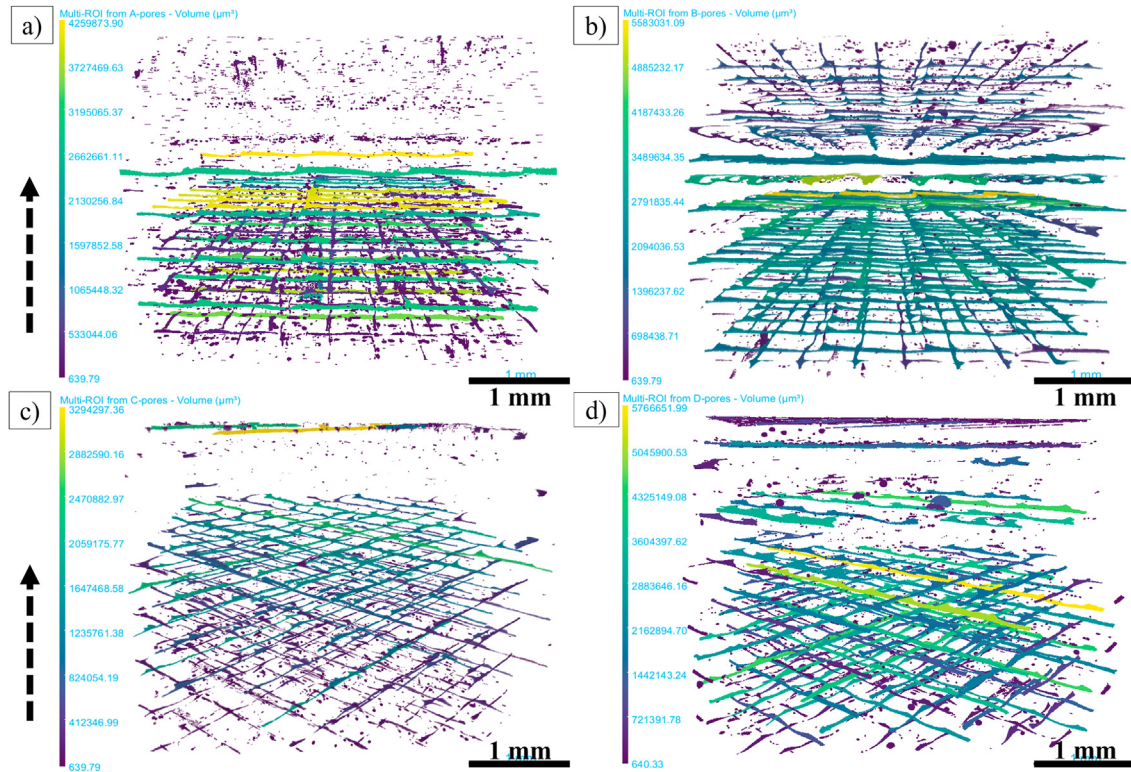 a)
Multi-ROI from A-pores - Volume (µm³)
4259873.90
3727469.63
3195065.37
2662661.11
2130256.84
1597852.58
1065448.32
533044.06
639.79
1 mm
1 mm
b)
Multi-ROI from B-pores - Volume (µm³)
5583031.09
4885232.17
4187433.26
3489634.35
2791835.44
2094036.53
1396237.62
698438.71
639.79
1 mm
1 mm
c)
Multi-ROI from C-pores - Volume (µm³)
3294297.36
2882590.16
2470882.97
2059175.77
1647468.58
1235761.38
824054.19
412346.99
639.79
1 mm
1 mm
d)
Multi-ROI from D-pores - Volume (µm³)
5766651.99
5045900.53
4325149.08
3604397.62
2883646.16
2162894.70
1442143.24
721391.78
640.33
1 mm
1 mm